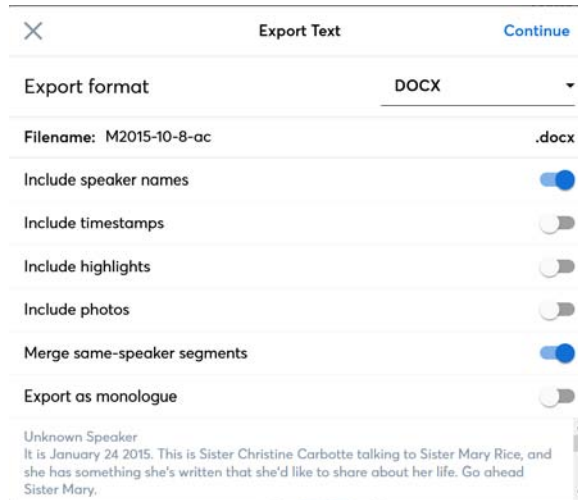 Export Text Continue
Export format DOCX
Filename: M2015-10-8-ac .docx
Include speaker names
Include timestamps
Include highlights
Include photos
Merge same-speaker segments
Export as monologue
Unknown Speaker
It is January 24 2015. This is Sister Christine Carbotte talking to Sister Mary Rice, and
she has something she's written that she'd like to share about her life. Go ahead
Sister Mary.